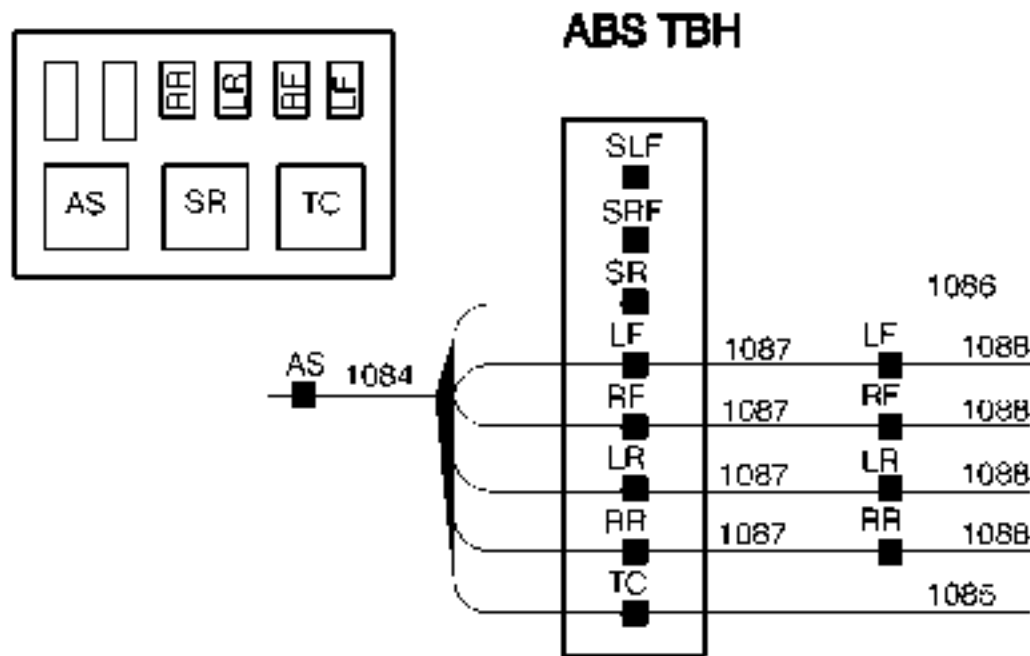 ABS TBH
RR LR RF LF
AS SR TC
SLF
SRF
SR
1086
LF 1087 LF 1088
AS 1084
RF 1087 RF 1088
LR 1087 LR 1088
RR 1087 RR 1088
TC 1085